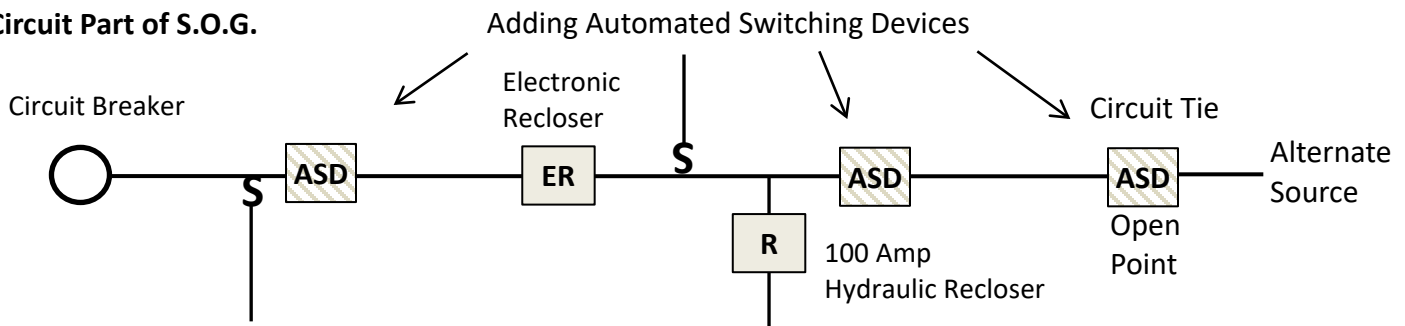 Circuit Part of S.O.G.
Adding Automated Switching Devices
Circuit Breaker
Electronic
Recloser
Circuit Tie
S
ASD
ER
S
ASD
ASD
Alternate
Source
Open
Point
R
100 Amp
Hydraulic Recloser